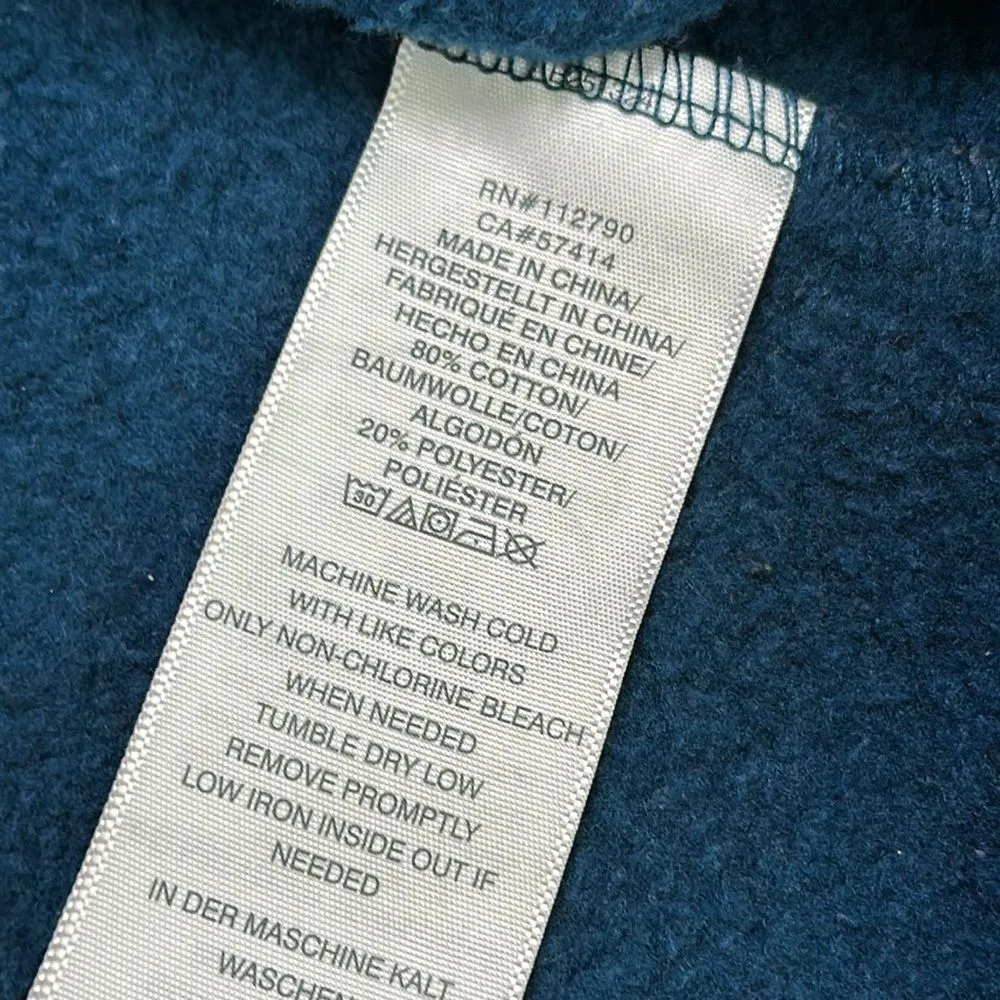 RN#112790
CA#57414
MADE IN CHINA/
HERGESTELLT IN CHINA/
FABRIQUÉ EN CHINE/
HECHO EN CHINA
80% COTTON/
BAUMWOLLE/COTON/
ALGODÓN
20% POLYESTER/
POLIÉSTER
30
MACHINE WASH COLD
WITH LIKE COLORS
ONLY NON-CHLORINE BLEACH
WHEN NEEDED
TUMBLE DRY LOW
REMOVE PROMPTLY
LOW IRON INSIDE OUT IF
NEEDED
IN DER MASCHINE KALT
WASCHEN